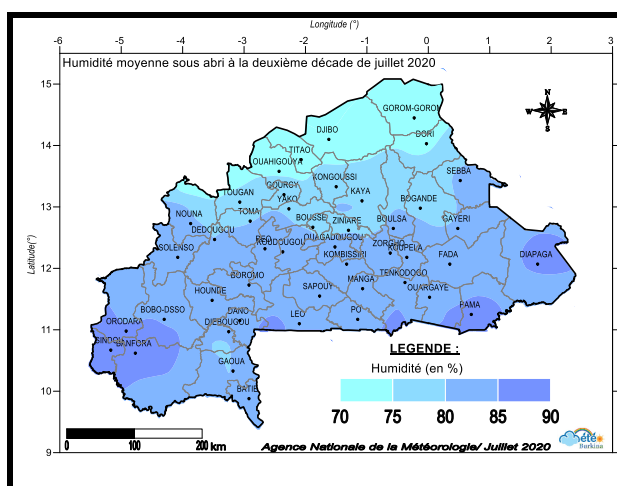 Longitude (°)
-6 -5 -4 -3 -2 -1 0 1 2 3
Humidité moyenne sous abri à la deuxième décade de juillet 2020
15
14
13
12
11
10
9
Latitude(°)
N
W E
S
GOROM-GOROM
DJIBO
DORI
TITAO
OUAHIGOUYA
SEBBA
KONGOUSSI
TOUGAN
GOURCY
KAYA
YAKO
BOGANDE
NOUNA
TOMA
BOUSSE
ZINIARE
BOULSA
GAYERI
DEDOUGOU
REO
KOUDOUGOU
OUAGADOUGOU
ZORGHO
KOUPELA
SOLENSO
KOMBISSIRI
FADA
DIAPAGA
BOROMO
TENKODOGO
HOUNDE
SAPOUY
MANGA
OUARGAYE
BOBO-DSSO
DANO
LEO
PO
PAMA
ORODARA
DIEBOUGOU
SINDOU
BANFORA
GAOUA
BATIE
LEGENDE :
Humidité (en %)
70 75 80 85 90
0 100 200 km
Agence Nationale de la Météorologie/ Juillet 2020
météo
Burkina